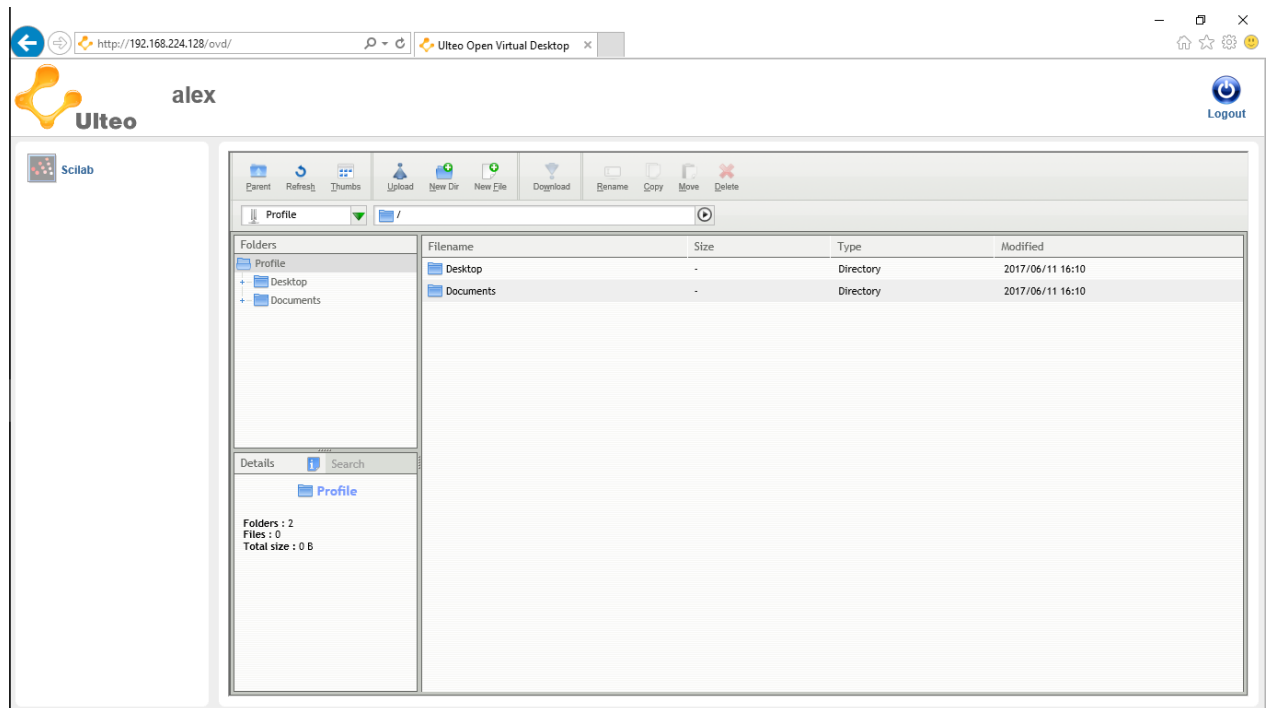 http://192.168.224.128/ovd/
Ulteo Open Virtual Desktop
Ulteo
alex
Logout
Scilab
Parent Refresh Thumbs Upload New Dir New File Download Rename Copy Move Delete
Profile /
Folders
Profile
Desktop
Documents
Filename Size Type Modified
Desktop - Directory 2017/06/11 16:10
Documents - Directory 2017/06/11 16:10
Details Search
Profile
Folders : 2
Files : 0
Total size : 0 B